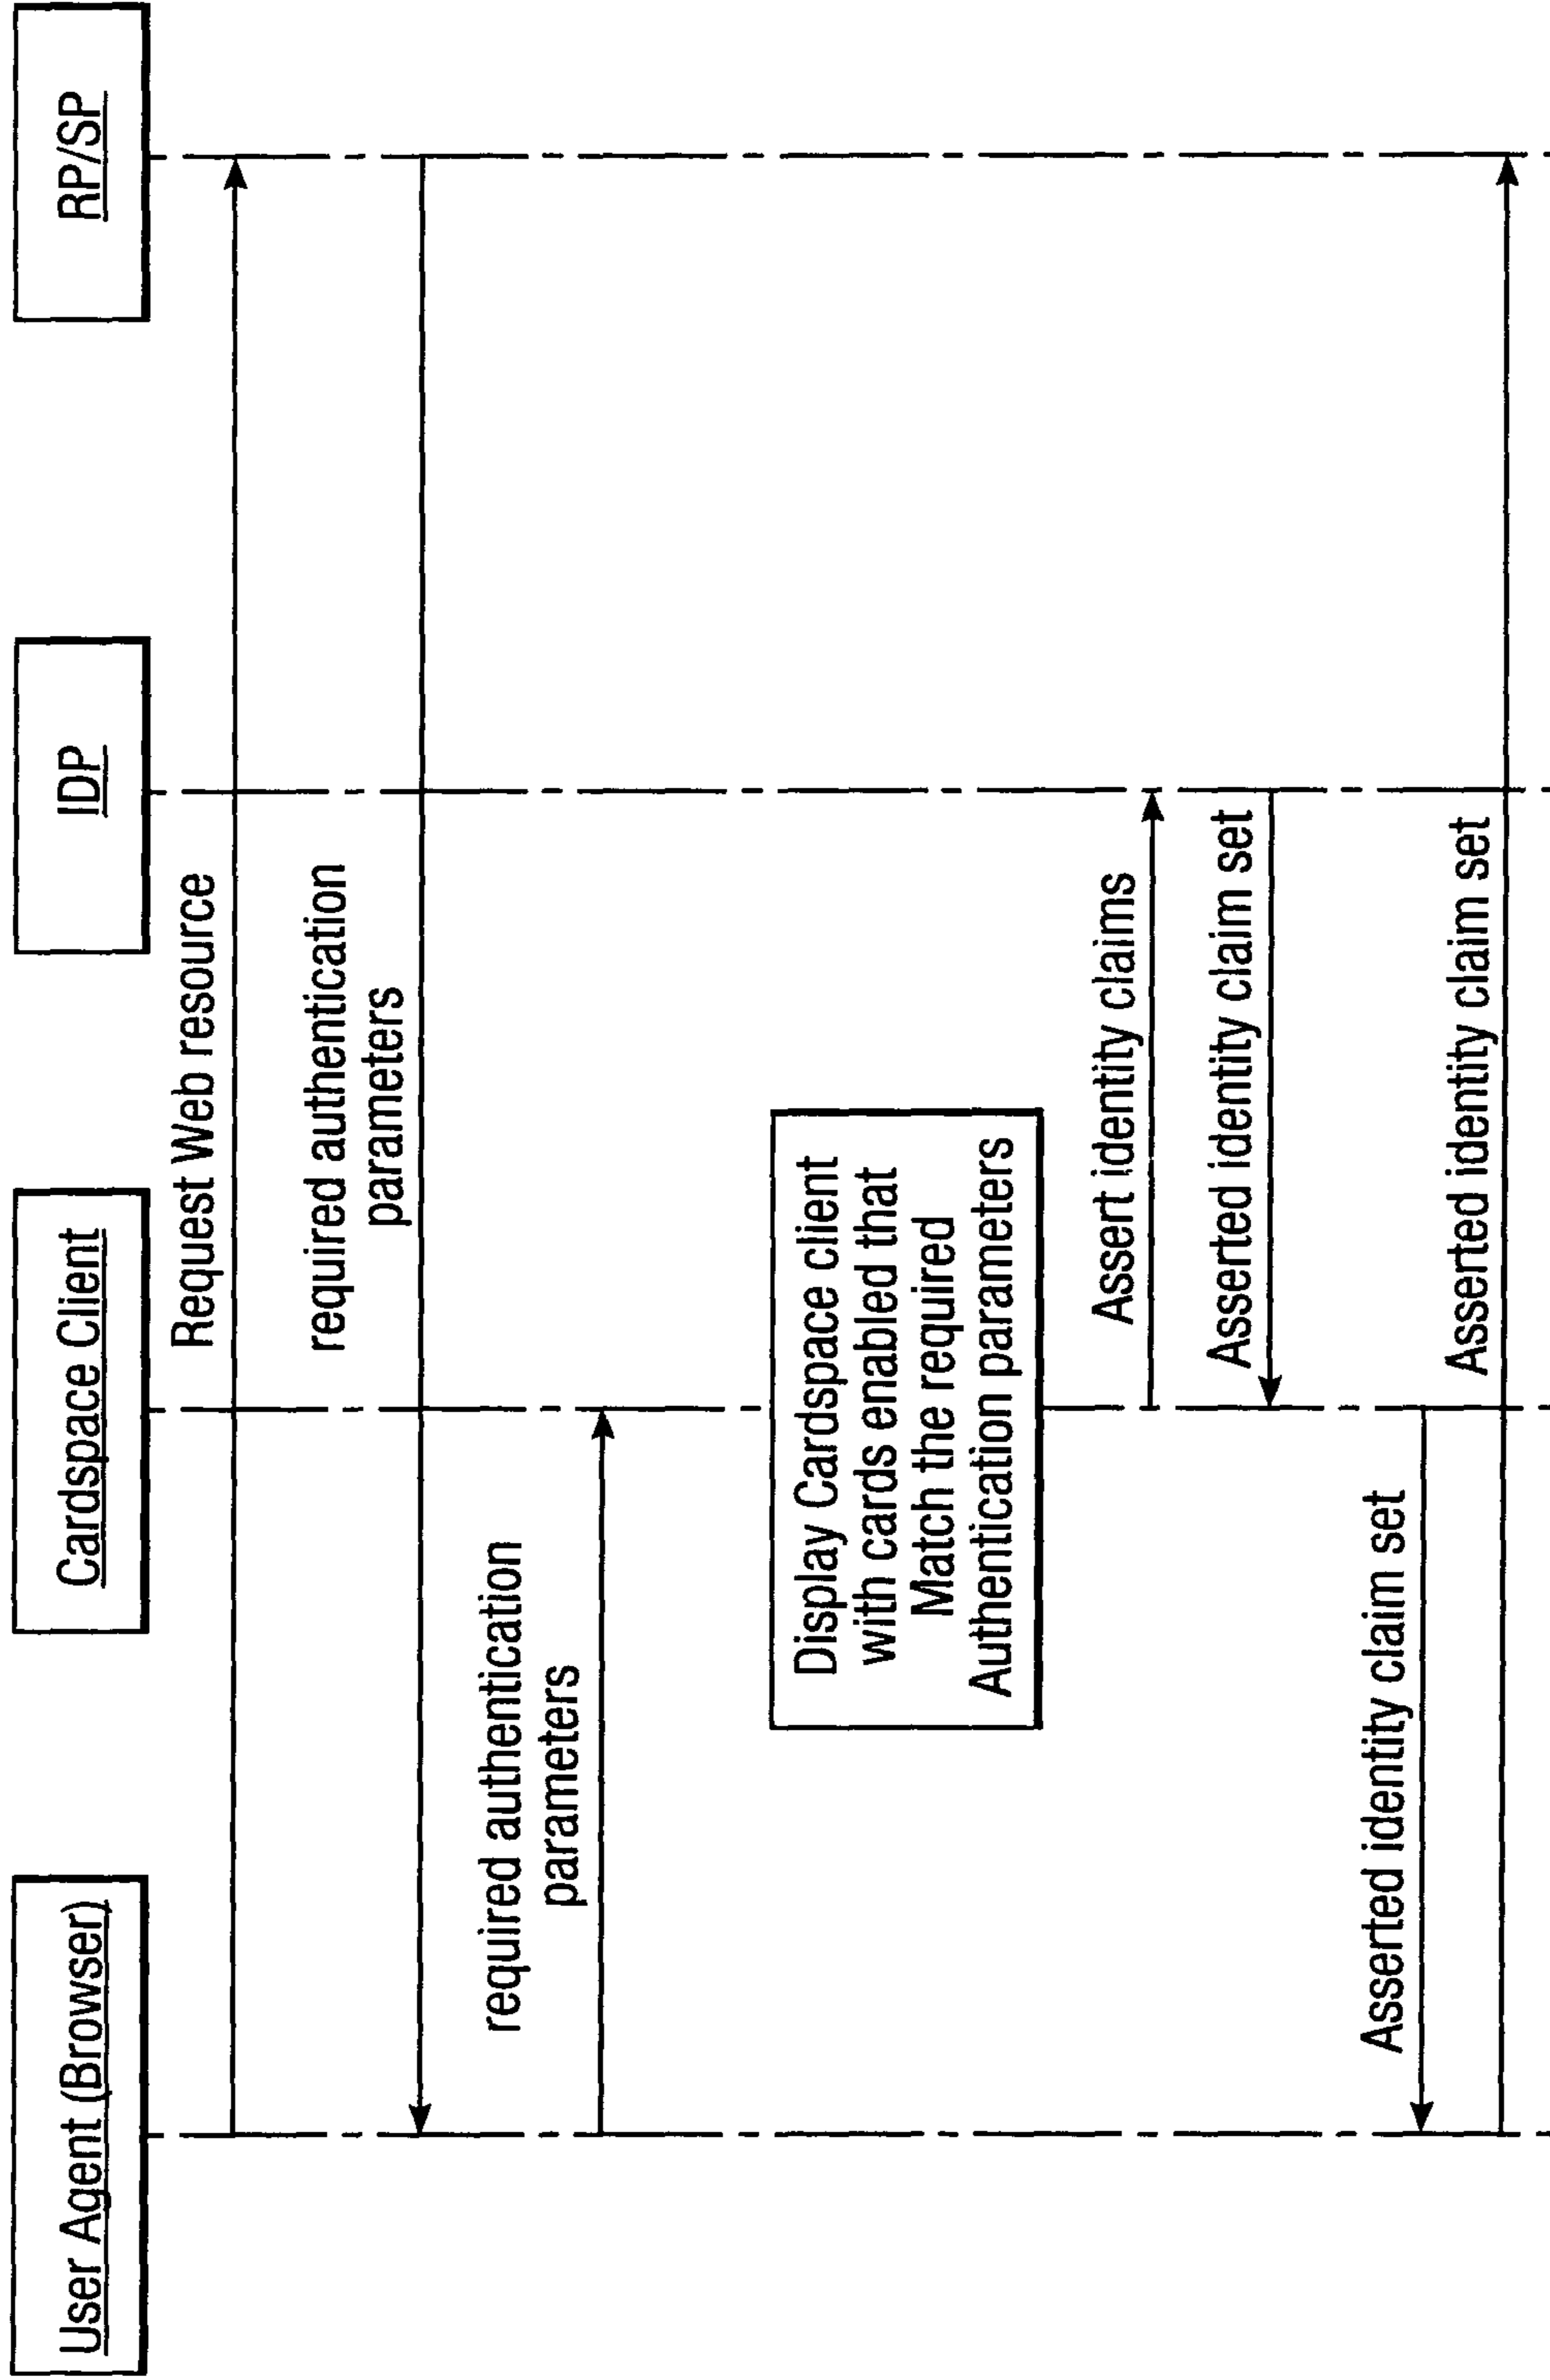 User Agent (Browser)
Cardspace Client
IDP
RP/SP
Request Web resource
required authentication
parameters
required authentication
parameters
Display Cardspace client
with cards enabled that
Match the required
Authentication parameters
Assert identity claims
Asserted identity claim set
Asserted identity claim set
Asserted identity claim set